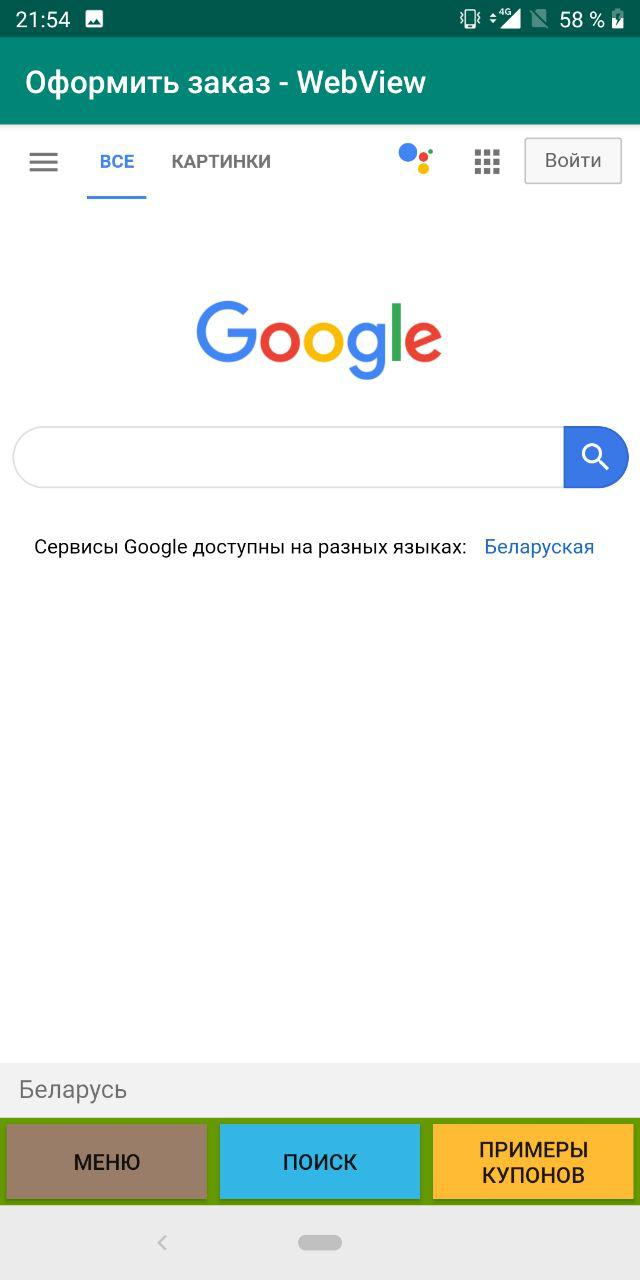 21:54 4G 58 %
Оформить заказ - WebView
ВСЕ КАРТИНКИ Войти
Google
Сервисы Google доступны на разных языках: Беларуская
Беларусь
МЕНЮ ПОИСК ПРИМЕРЫ
КУПОНОВ